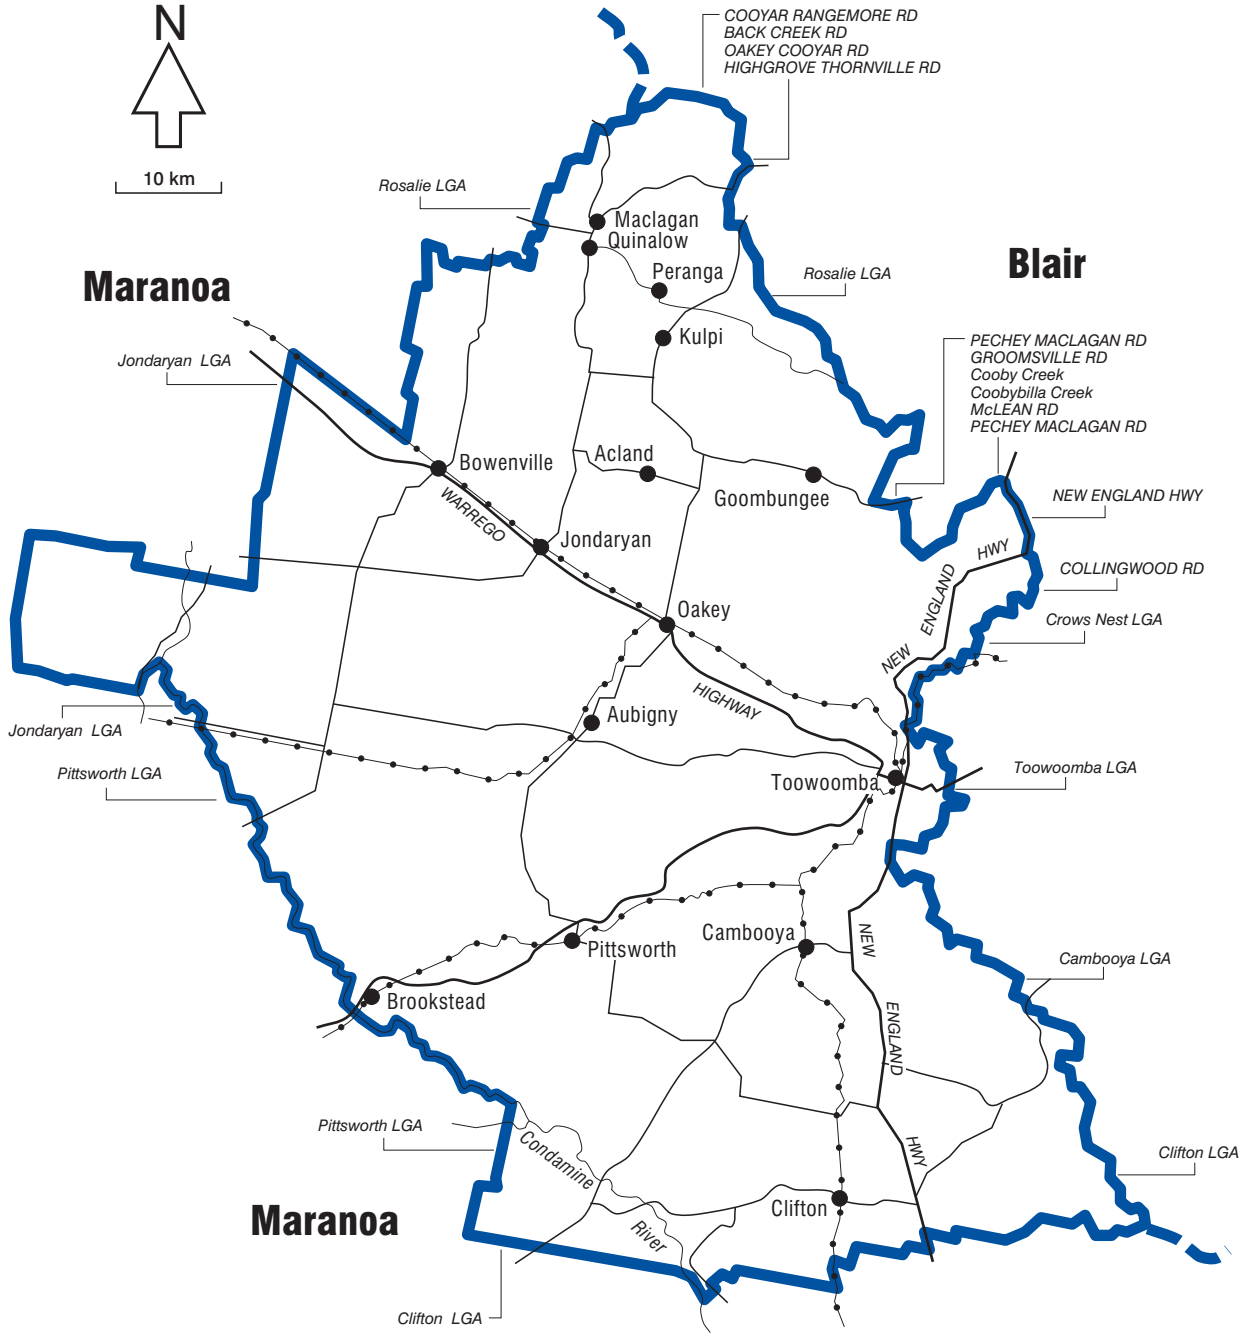 N
10 km
COOYAR RANGEMORE RD
BACK CREEK RD
OAKEY COOYAR RD
HIGHGROVE THORNVILLE RD
Rosalie LGA
Maclagan
Quinalow
Peranga
Kulpi
Blair
Rosalie LGA
Maranoa
Jondaryan LGA
PECHEY MACLAGAN RD
GROOMSVILLE RD
Cooby Creek
Coobybilla Creek
McLEAN RD
PECHEY MACLAGAN RD
Bowenville
Acland
Goombungee
WARREGO
NEW ENGLAND HWY
Jondaryan
HWY
ENGLAND
NEW
COLLINGWOOD RD
Oakey
Crows Nest LGA
HIGHWAY
Aubigny
Jondaryan LGA
Pittsworth LGA
Toowoomba
Toowoomba LGA
Pittsworth
Cambooya
NEW
ENGLAND
HWY
Cambooya LGA
Brookstead
Pittsworth LGA
Condamine
River
Clifton LGA
Clifton
Maranoa
Clifton LGA